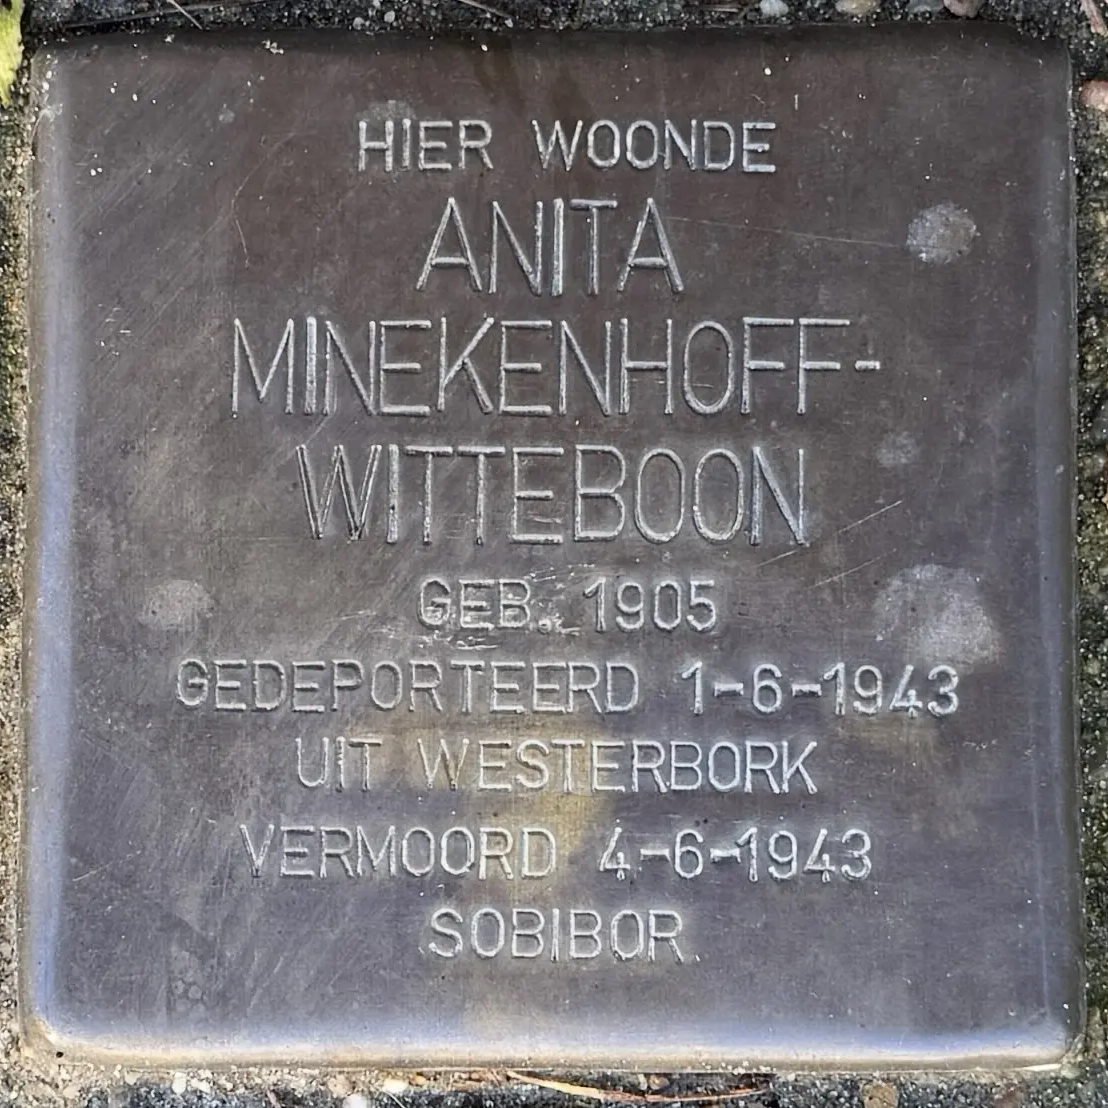 HIER WOONDE
ANITA
MINEKENHOFF-
WITTEBOON
GEB. 1905
GEDEPORTEERD 1-6-1943
UIT WESTERBORK
VERMOORD 4-6-1943
SOBIBOR